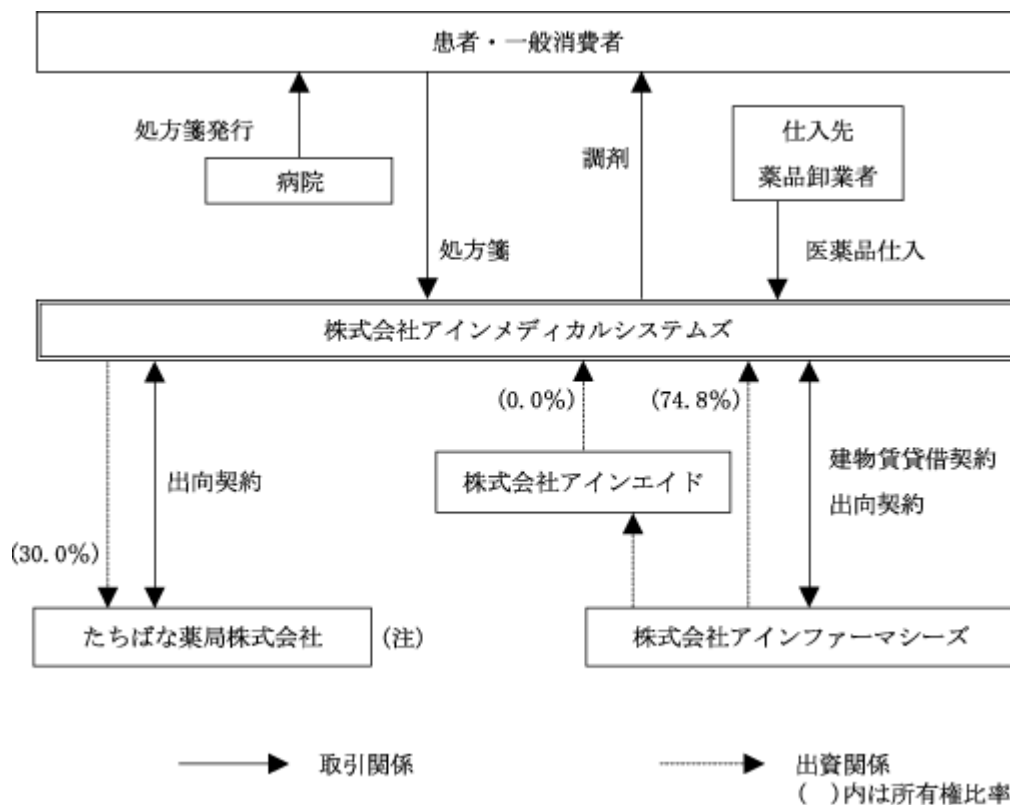 患者・一般消費者
処方箋発行
病院
調剤
仕入先
薬品卸業者
処方箋
医薬品仕入
株式会社アインメディカルシステムズ
(0.0%)
(74.8%)
出向契約
株式会社アインエイド
建物賃貸借契約
出向契約
(30.0%)
たちばな薬局株式会社
(注)
株式会社アインファーマシーズ
取引関係
出資関係
( )内は所有権比率